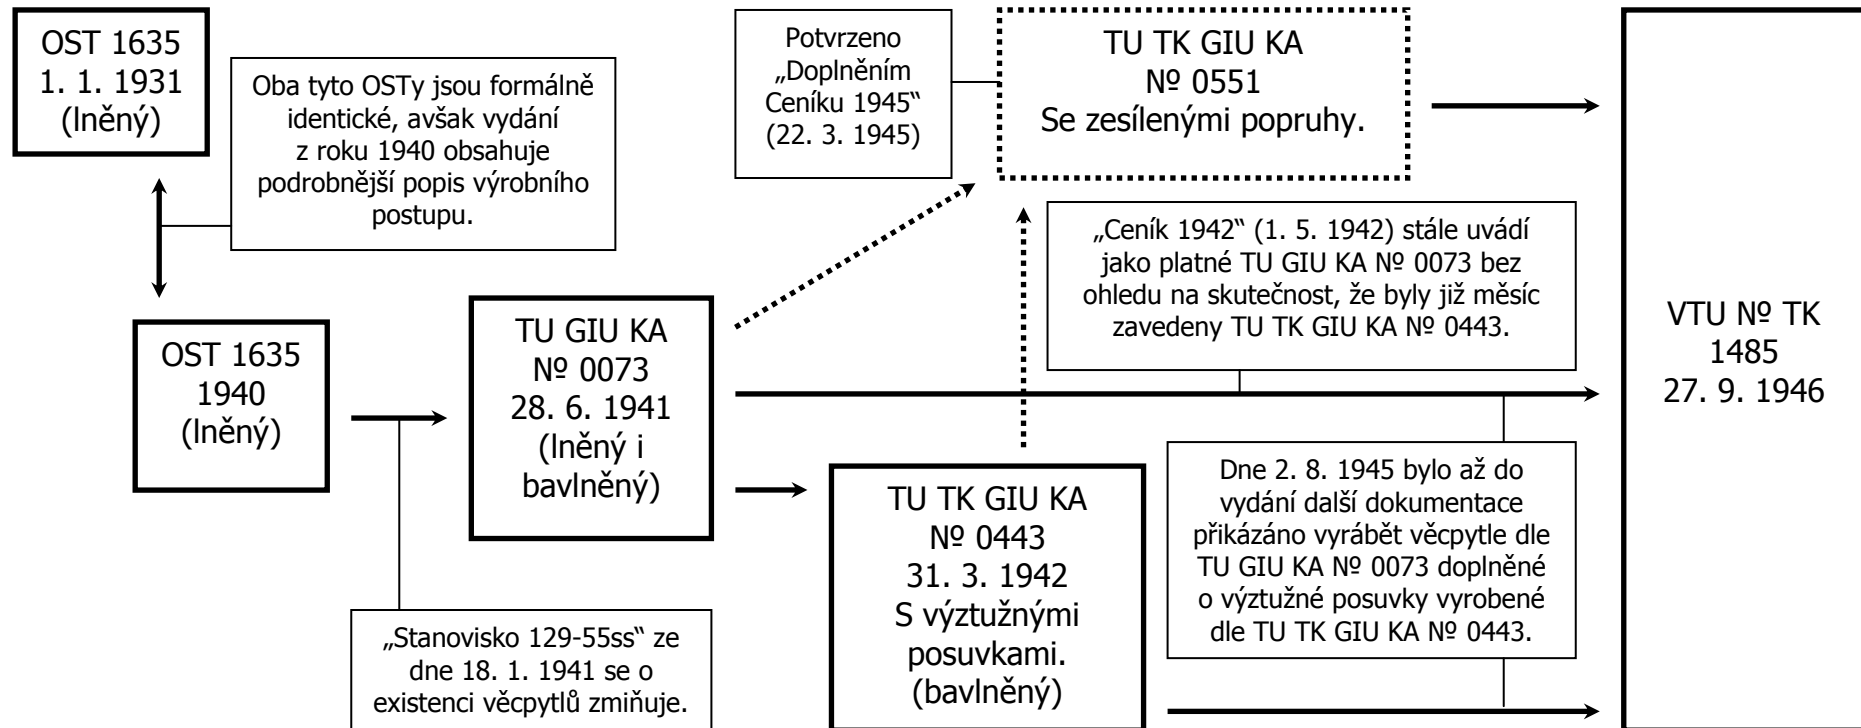 OST 1635
1. 1. 1931
(lněný)
Oba tyto OSTy jsou formálně
identické, avšak vydání
z roku 1940 obsahuje
podrobnější popis výrobního
postupu.
Potvrzeno
„Doplněním
Ceníku 1945“
(22. 3. 1945)
TU TK GIU KA
№ 0551
Se zesílenými popruhy.
„Ceník 1942“ (1. 5. 1942) stále uvádí
jako platné TU GIU KA № 0073 bez
ohledu na skutečnost, že byly již měsíc
zavedeny TU TK GIU KA № 0443.
OST 1635
1940
(lněný)
TU GIU KA
№ 0073
28. 6. 1941
(lněný i
bavlněný)
VTU № TK
1485
27. 9. 1946
„Stanovisko 129-55ss“ ze
dne 18. 1. 1941 se o
existenci věcpytlů zmiňuje.
TU TK GIU KA
№ 0443
31. 3. 1942
S výztužnými
posuvkami.
(bavlněný)
Dne 2. 8. 1945 bylo až do
vydání další dokumentace
přikázáno vyrábět věcpytle dle
TU GIU KA № 0073 doplněné
o výztužné posuvky vyrobené
dle TU TK GIU KA № 0443.